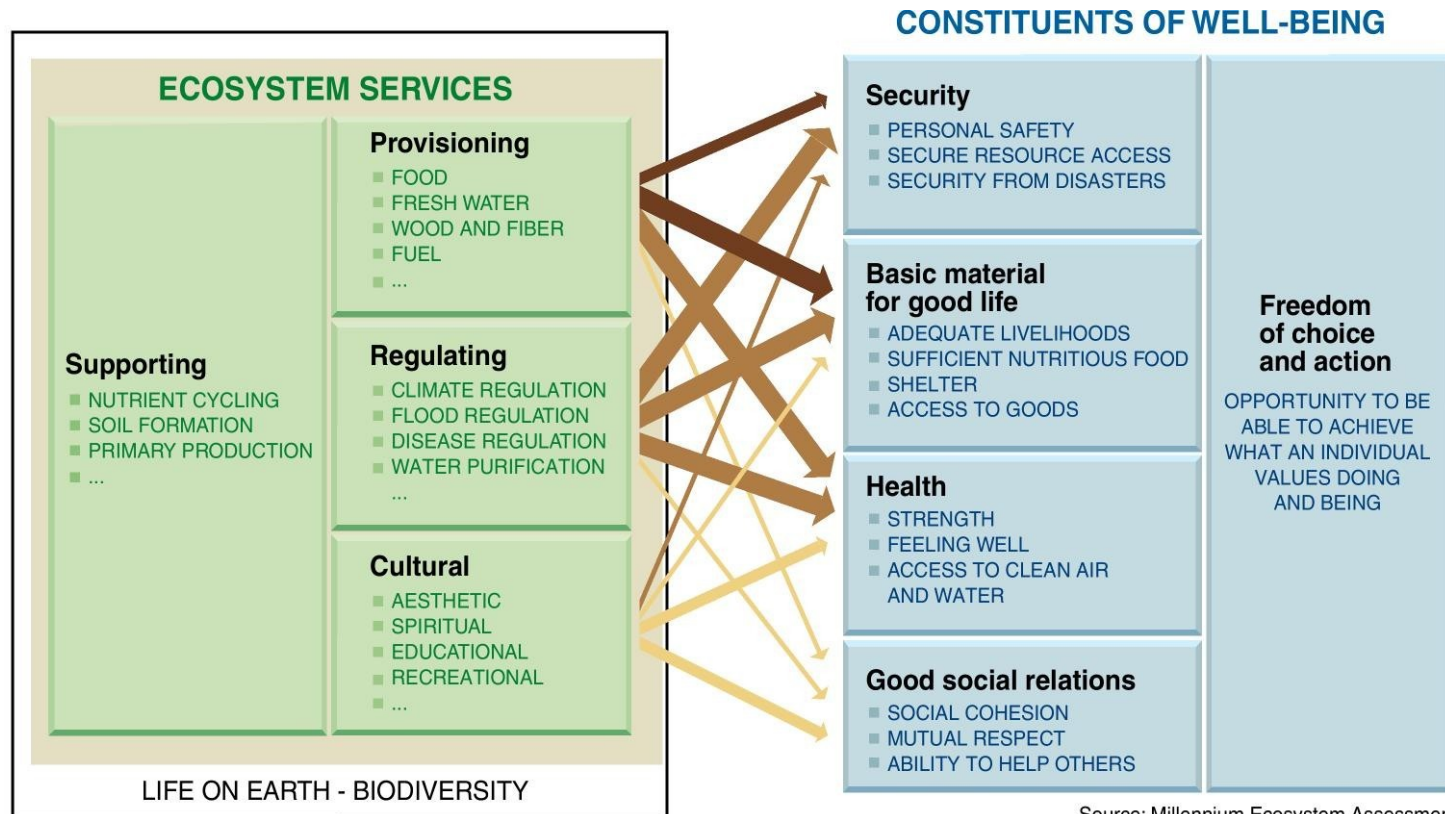 CONSTITUENTS OF WELL-BEING
ECOSYSTEM SERVICES
Supporting
NUTRIENT CYCLING
SOIL FORMATION
PRIMARY PRODUCTION
...
Provisioning
FOOD
FRESH WATER
WOOD AND FIBER
FUEL
...
Regulating
CLIMATE REGULATION
FLOOD REGULATION
DISEASE REGULATION
WATER PURIFICATION
...
Cultural
AESTHETIC
SPIRITUAL
EDUCATIONAL
RECREATIONAL
...
LIFE ON EARTH - BIODIVERSITY
Security
PERSONAL SAFETY
SECURE RESOURCE ACCESS
SECURITY FROM DISASTERS
Basic material
for good life
ADEQUATE LIVELIHOODS
SUFFICIENT NUTRITIOUS FOOD
SHELTER
ACCESS TO GOODS
Health
STRENGTH
FEELING WELL
ACCESS TO CLEAN AIR
AND WATER
Good social relations
SOCIAL COHESION
MUTUAL RESPECT
ABILITY TO HELP OTHERS
Freedom
of choice
and action
OPPORTUNITY TO BE
ABLE TO ACHIEVE
WHAT AN INDIVIDUAL
VALUES DOING
AND BEING
Source: Millennium Ecosystem Assessmen